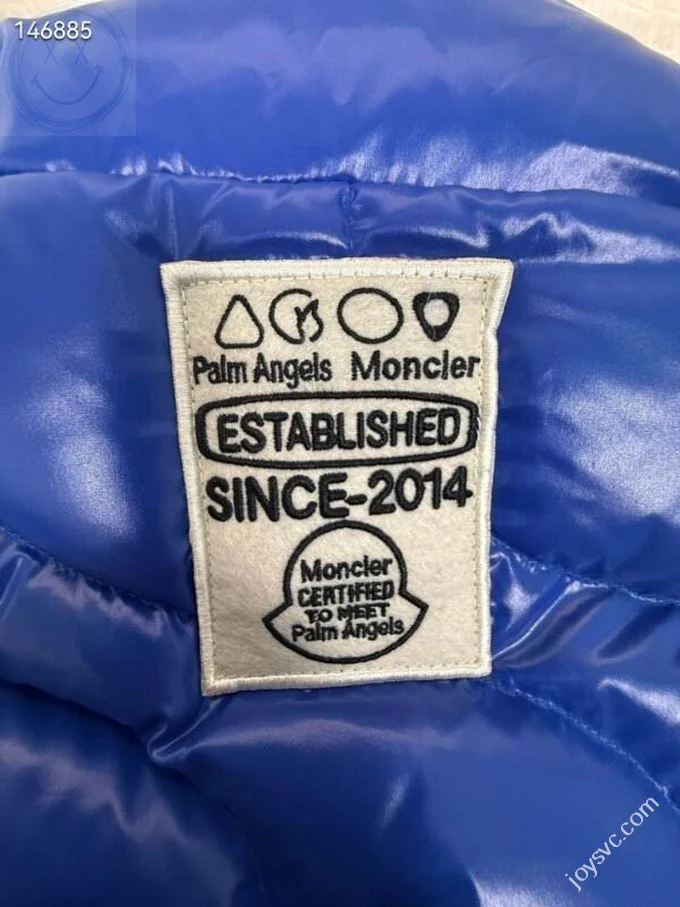 146885
Palm Angels Moncler
ESTABLISHED
SINCE-2014
Moncler
CERTIFIED
TO MEET
Palm Angels
joysvc.com